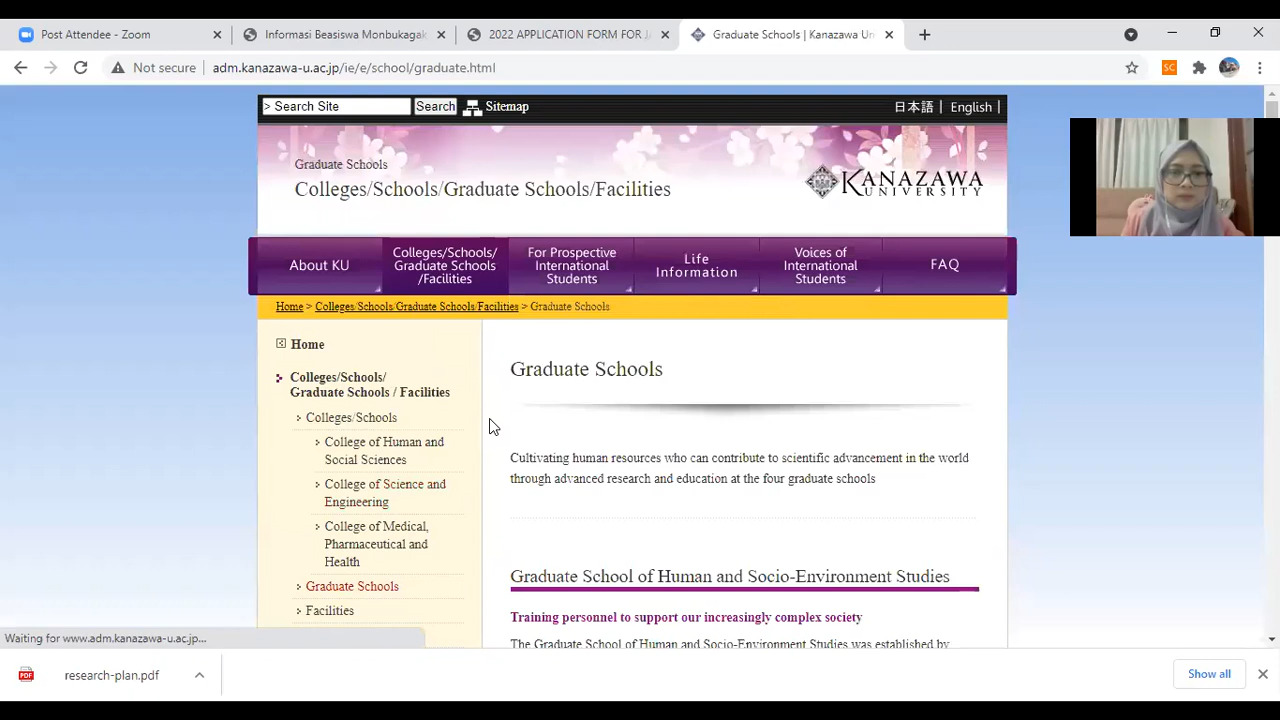 Post Attendee - Zoom
Informasi Beasiswa Monbukagak
2022 APPLICATION FORM FOR JA
Graduate Schools | Kanazawa Un
Not secure
adm.kanazawa-u.ac.jp/ie/e/school/graduate.html
SC
> Search Site
Search
Sitemap
日本語 |
English |
Graduate Schools
Colleges/Schools/Graduate Schools/Facilities
KANAZAWA
UNIVERSITY
About KU
Colleges/Schools/
Graduate Schools
/Facilities
For Prospective
International
Students
Life
Information
Voices of
International
Students
FAQ
Home > Colleges/Schools/Graduate Schools/Facilities > Graduate Schools
Home
Colleges/Schools/
Graduate Schools / Facilities
Colleges/Schools
College of Human and
Social Sciences
College of Science and
Engineering
College of Medical,
Pharmaceutical and
Health
Graduate Schools
Facilities
Graduate Schools
Cultivating human resources who can contribute to scientific advancement in the world
through advanced research and education at the four graduate schools
Graduate School of Human and Socio-Environment Studies
Training personnel to support our increasingly complex society
The Graduate School of Human and Socio-Environment Studies was established by
Waiting for www.adm.kanazawa-u.ac.jp...
PDF
research-plan.pdf
Show all